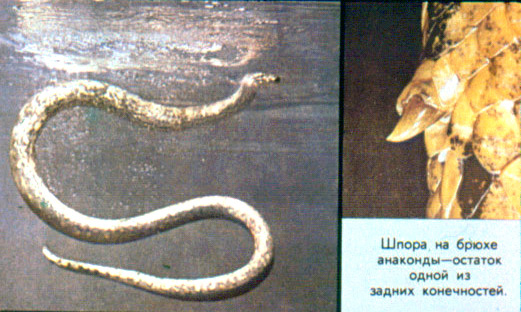 Шпора на брюхе
анаконды—остаток
одной из
задних конечностей.